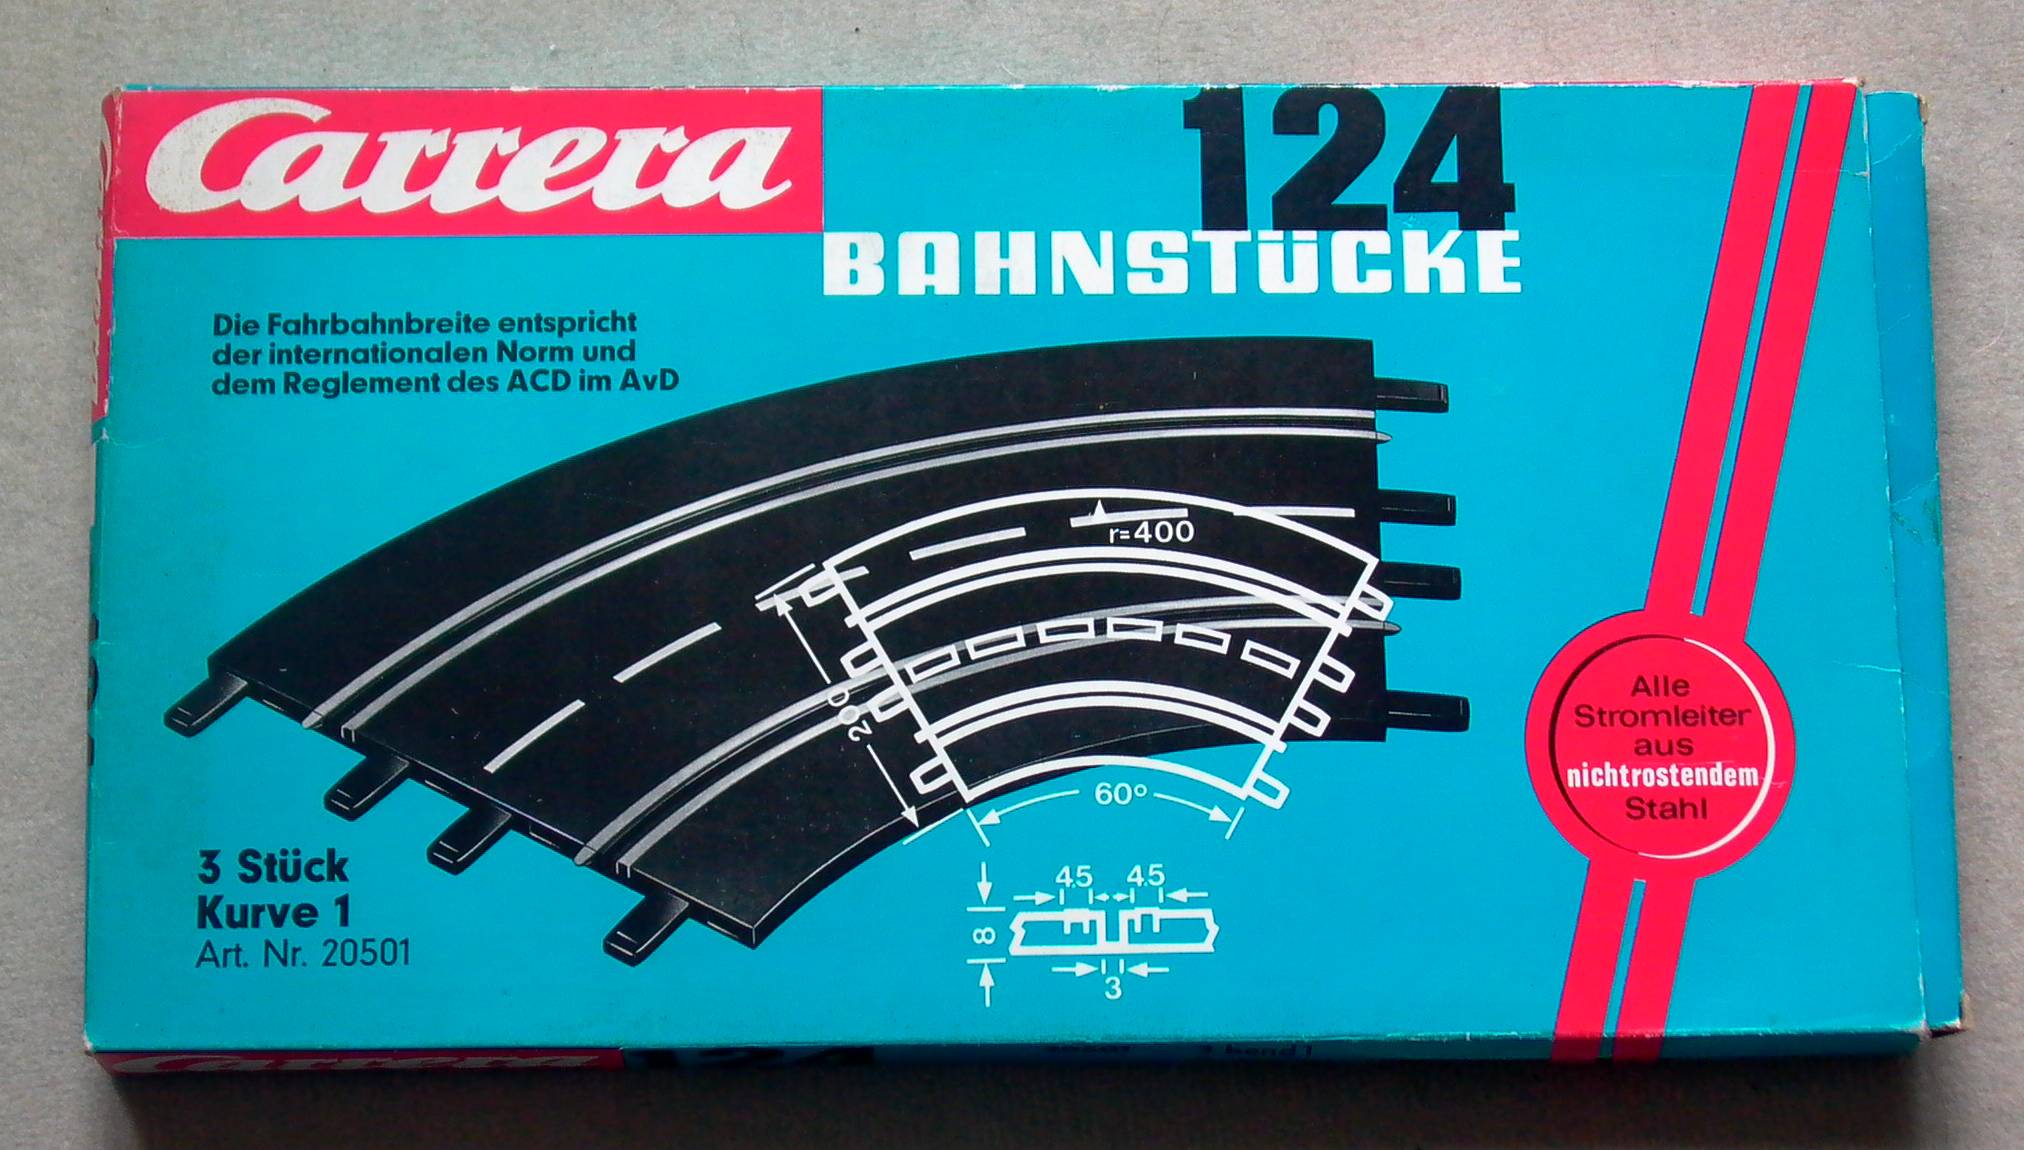 Carrera
124
BAHNSTÜCKE
Die Fahrbahnbreite entspricht
der internationalen Norm und
dem Reglement des ACD im AvD
r=400
200
60°
4.5 4.5
8
3
Alle
Stromleiter
aus
nichtrostendem
Stahl
3 Stück
Kurve 1
Art. Nr. 20501
Carrera 124